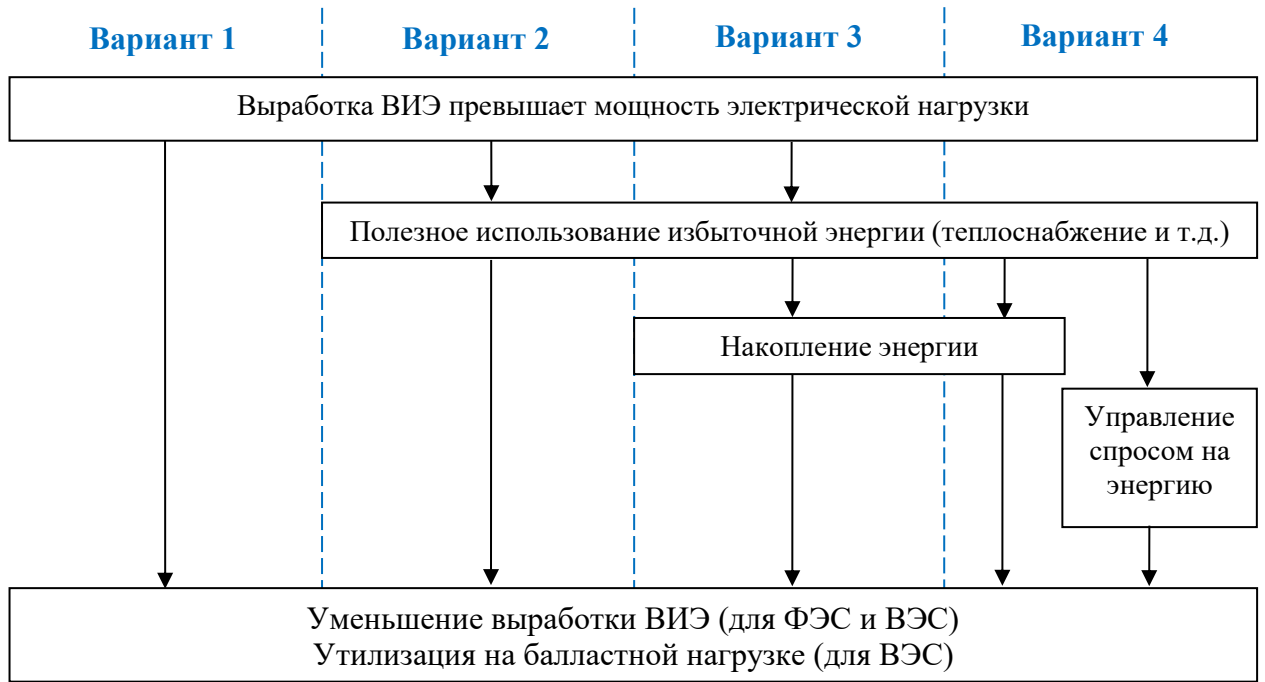 Вариант 1
Вариант 2
Вариант 3
Вариант 4
Выработка ВИЭ превышает мощность электрической нагрузки
Полезное использование избыточной энергии (теплоснабжение и т.д.)
Накопление энергии
Управление
спросом на
энергию
Уменьшение выработки ВИЭ (для ФЭС и ВЭС)
Утилизация на балластной нагрузке (для ВЭС)